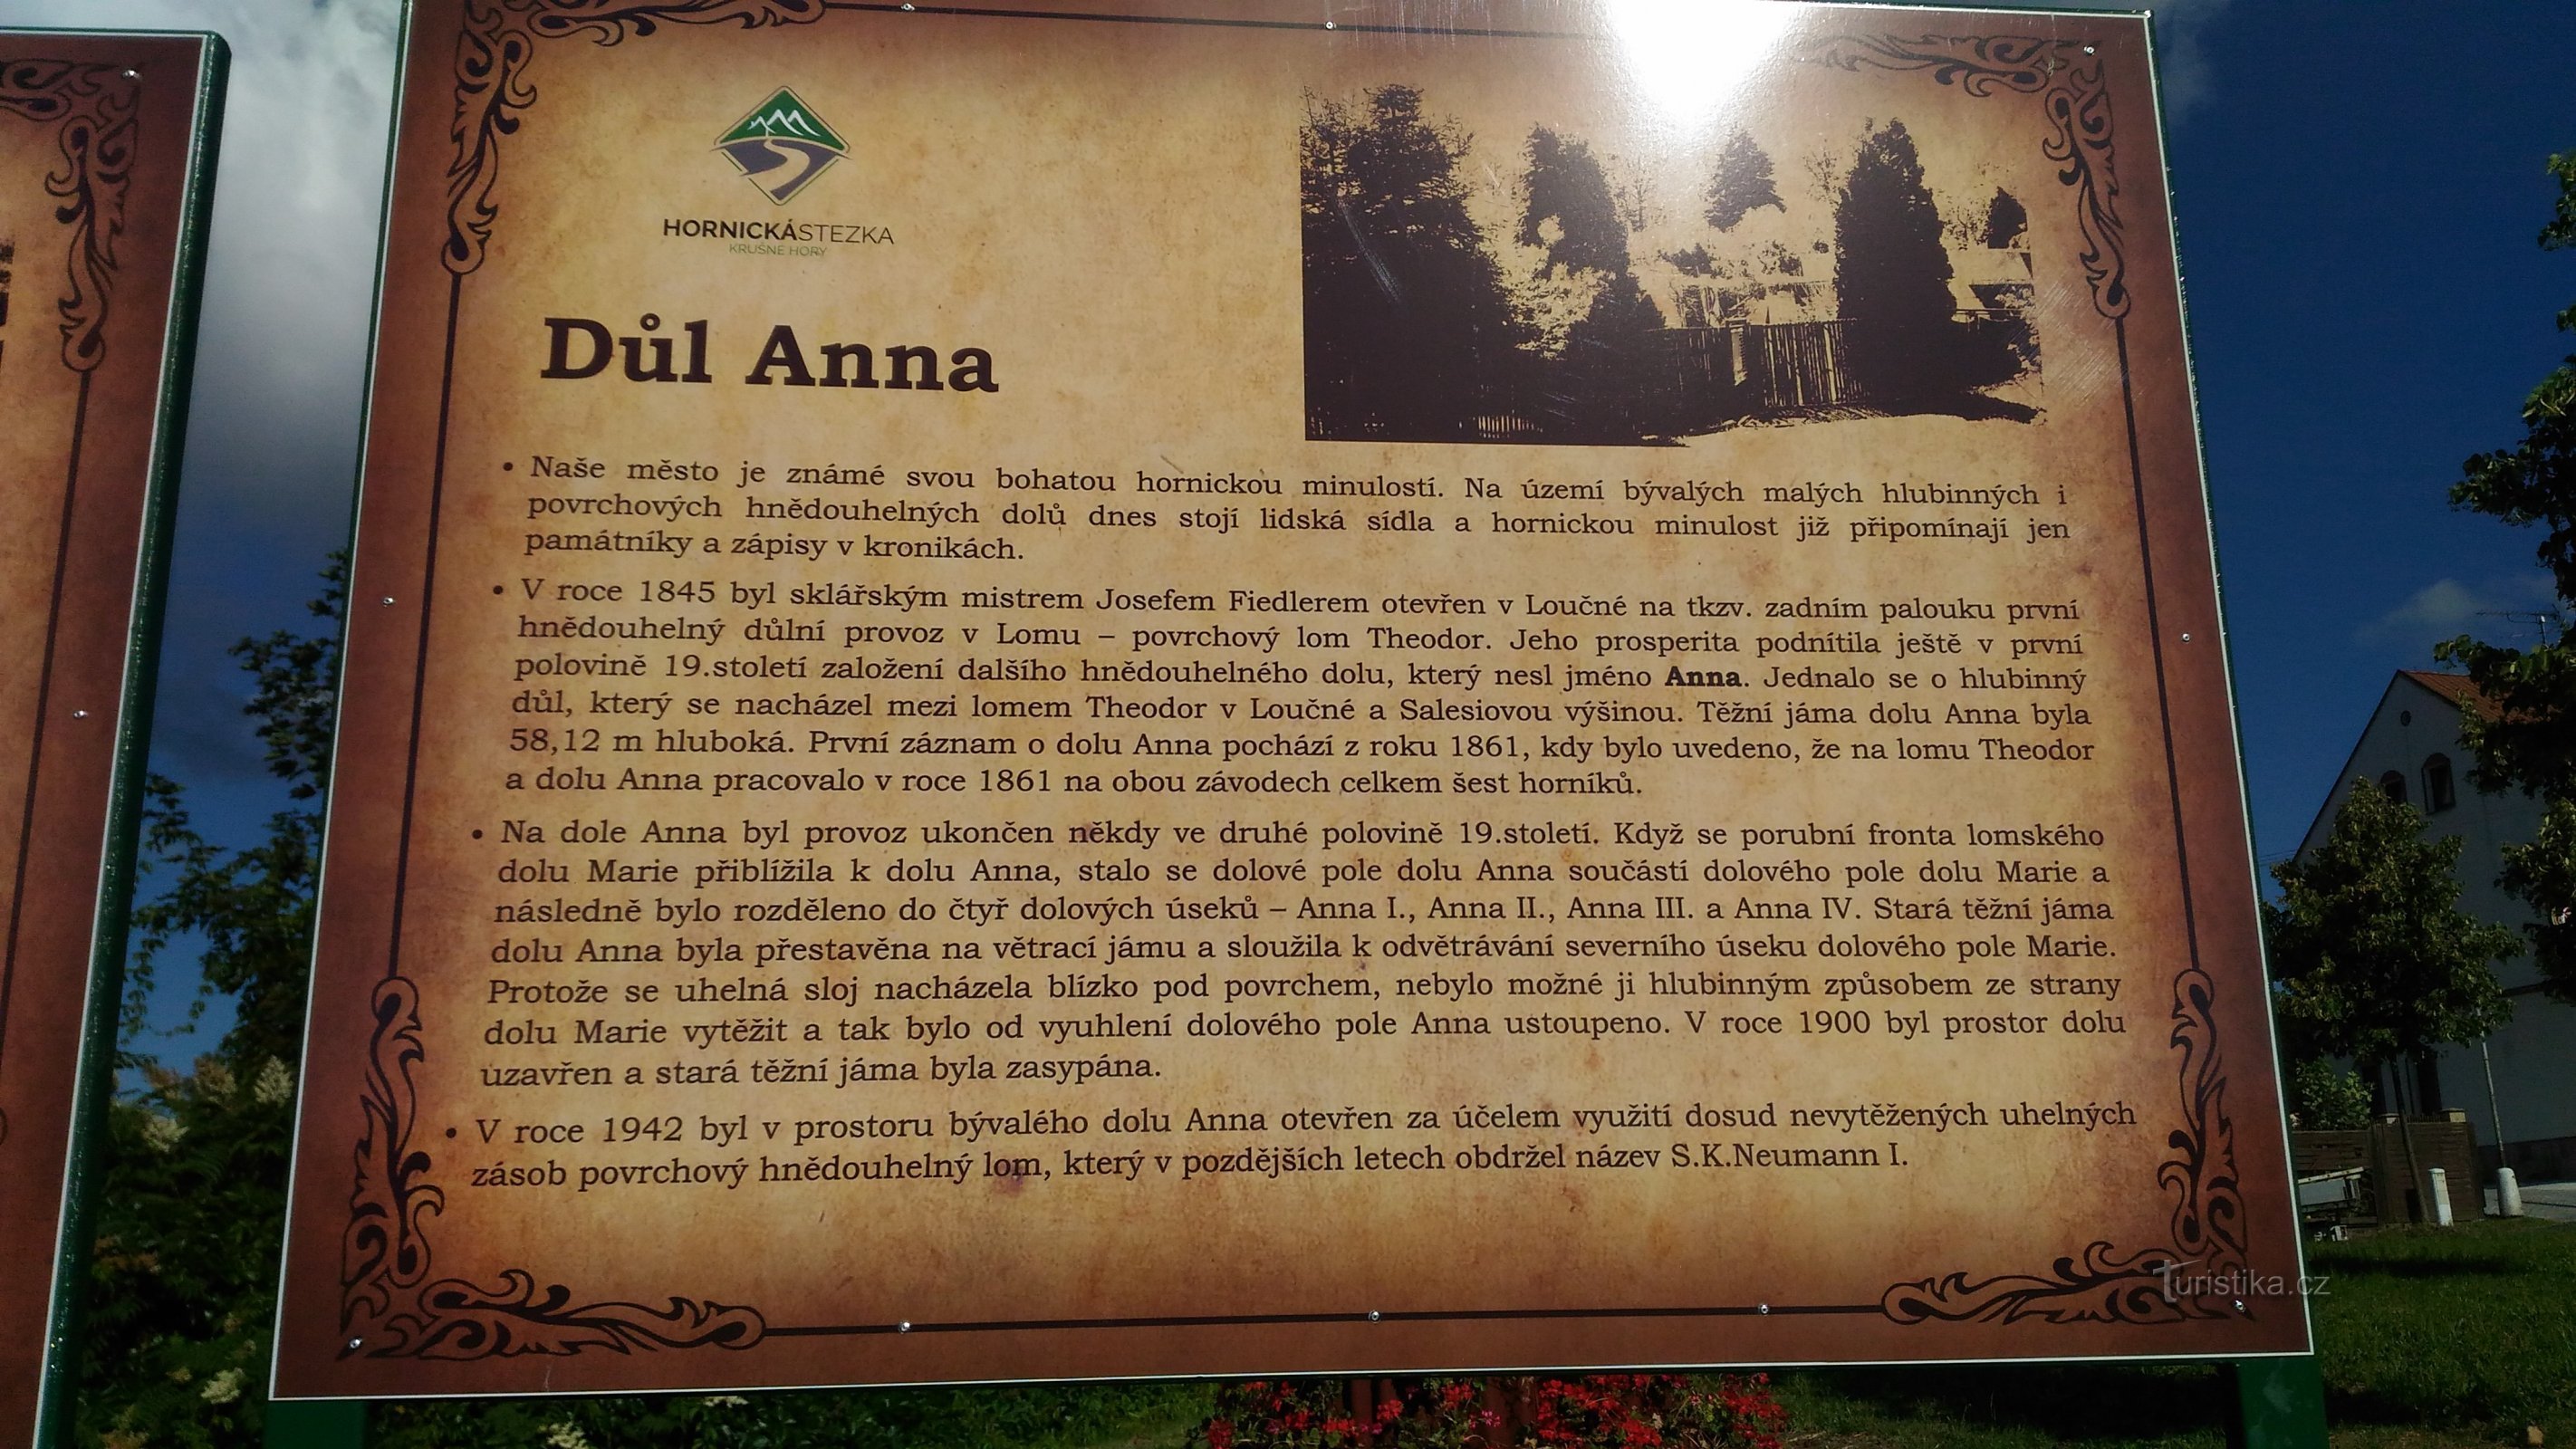 HORNICKÁSTEZKA
KRUŠNÉ HORY
Důl Anna
• Naše město je známé svou bohatou hornickou minulostí. Na území bývalých malých hlubinných i
povrchových hnědouhelných dolů dnes stojí lidská sídla a hornickou minulost již připomínají jen
památníky a zápisy v kronikách.
• V roce 1845 byl sklářským mistrem Josefem Fiedlerem otevřen v Loučné na tkzv. zadním palouku první
hnědouhelný důlní provoz v Lomu – povrchový lom Theodor. Jeho prosperita podnítila ještě v první
polovině 19.století založení dalšího hnědouhelného dolu, který nesl jméno Anna. Jednalo se o hlubinný
důl, který se nacházel mezi lomem Theodor v Loučné a Salesiovou výšinou. Těžní jáma dolu Anna byla
58,12 m hluboká. První záznam o dolu Anna pochází z roku 1861, kdy bylo uvedeno, že na lomu Theodor
a dolu Anna pracovalo v roce 1861 na obou závodech celkem šest horníků.
• Na dole Anna byl provoz ukončen někdy ve druhé polovině 19.století. Když se porubní fronta lomského
dolu Marie přiblížila k dolu Anna, stalo se dolové pole dolu Anna součástí dolového pole dolu Marie a
následně bylo rozděleno do čtyř dolových úseků – Anna I., Anna II., Anna III. a Anna IV. Stará těžní jáma
dolu Anna byla přestavěna na větrací jámu a sloužila k odvětrávání severního úseku dolového pole Marie.
Protože se uhelná sloj nacházela blízko pod povrchem, nebylo možné ji hlubinným způsobem ze strany
dolu Marie vytěžit a tak bylo od vyuhlení dolového pole Anna ustoupeno. V roce 1900 byl prostor dolu
uzavřen a stará těžní jáma byla zasypána.
• V roce 1942 byl v prostoru bývalého dolu Anna otevřen za účelem využití dosud nevytěžených uhelných
zásob povrchový hnědouhelný lom, který v pozdějších letech obdržel název S.K.Neumann I.
Turistika.cz